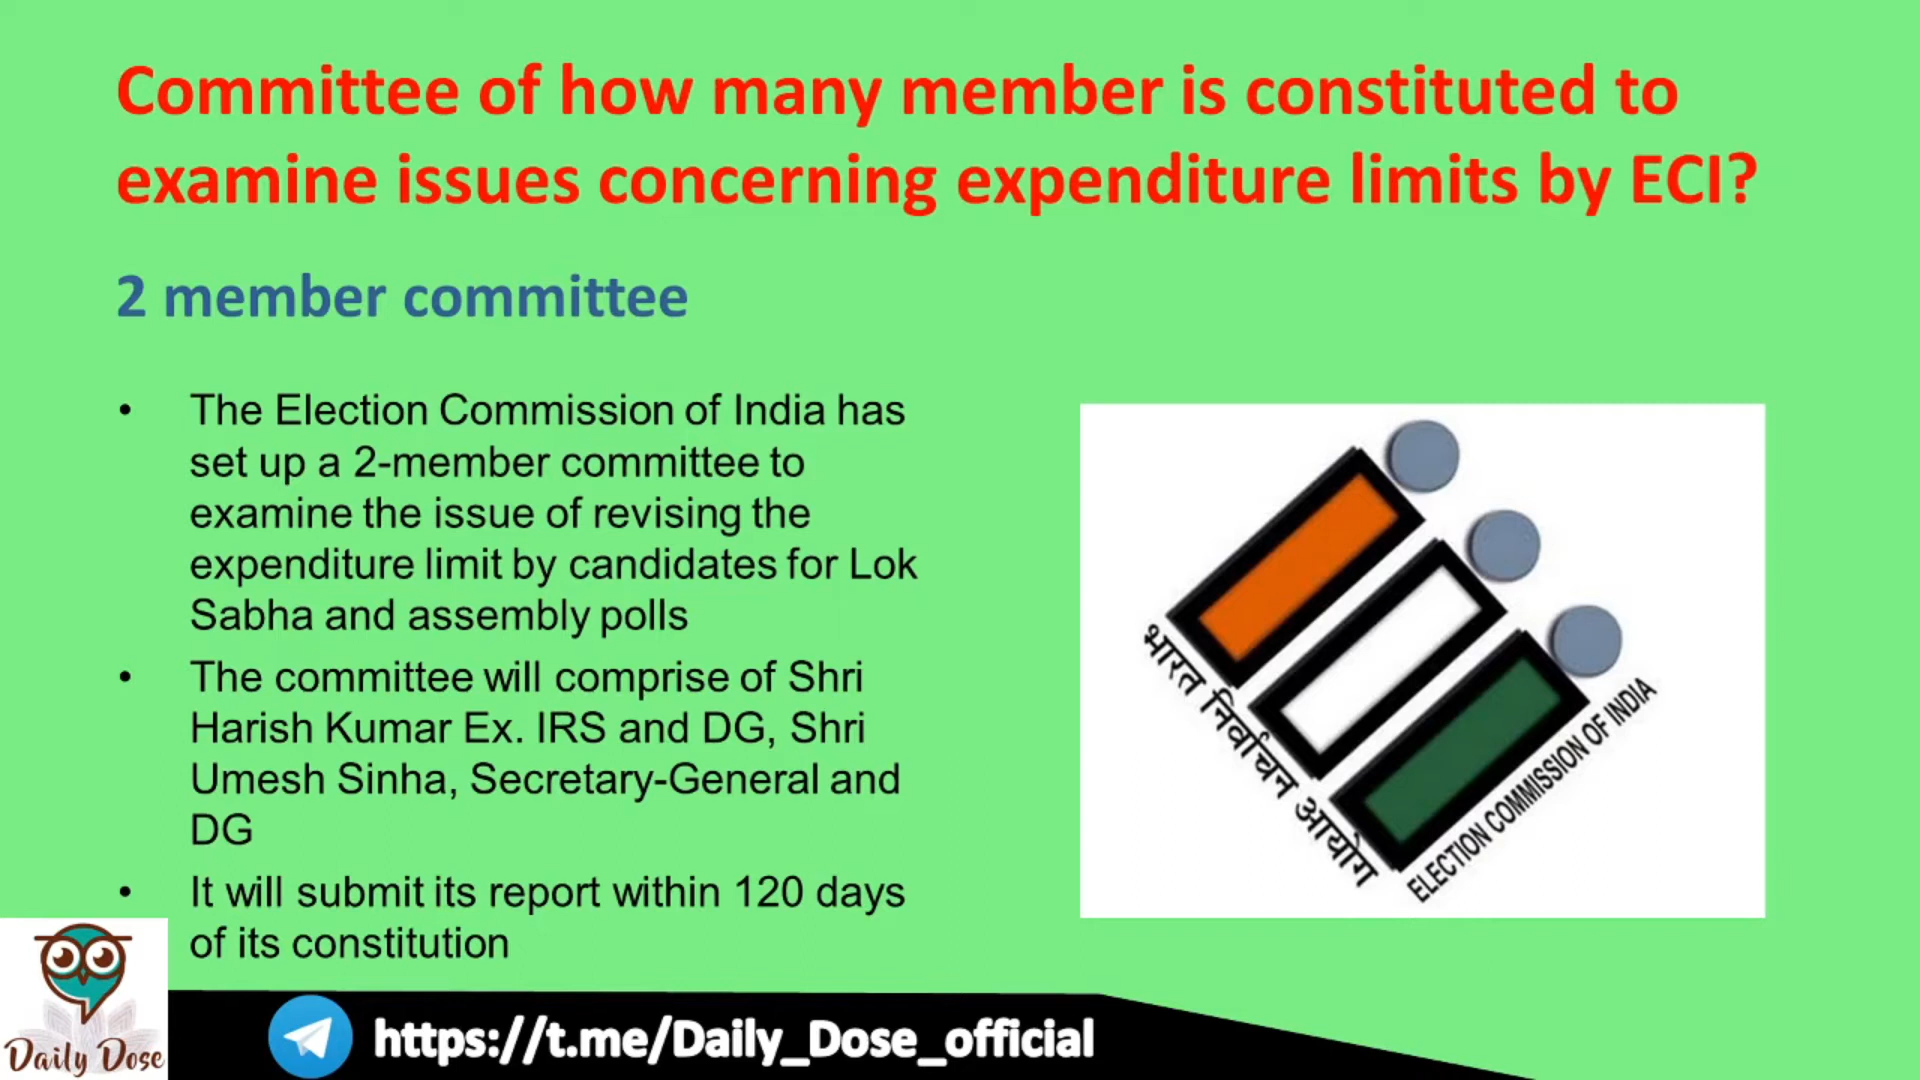 Committee of how many member is constituted to
examine issues concerning expenditure limits by ECI?
2 member committee
• The Election Commission of India has
set up a 2-member committee to
examine the issue of revising the
expenditure limit by candidates for Lok
Sabha and assembly polls
• The committee will comprise of Shri
Harish Kumar Ex. IRS and DG, Shri
Umesh Sinha, Secretary-General and
DG
• It will submit its report within 120 days
of its constitution
भारत निर्वाचन आयोग
ELECTION COMMISSION OF INDIA
Daily Dose
https://t.me/Daily_Dose_official